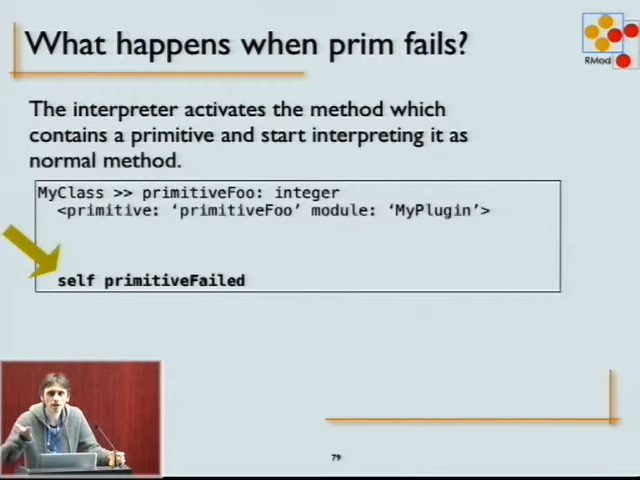 What happens when prim fails?
RMod
The interpreter activates the method which
contains a primitive and start interpreting it as
normal method.
MyClass >> primitiveFoo: integer
<primitive: ‘primitiveFoo’ module: ‘MyPlugin’>
self primitiveFailed
79